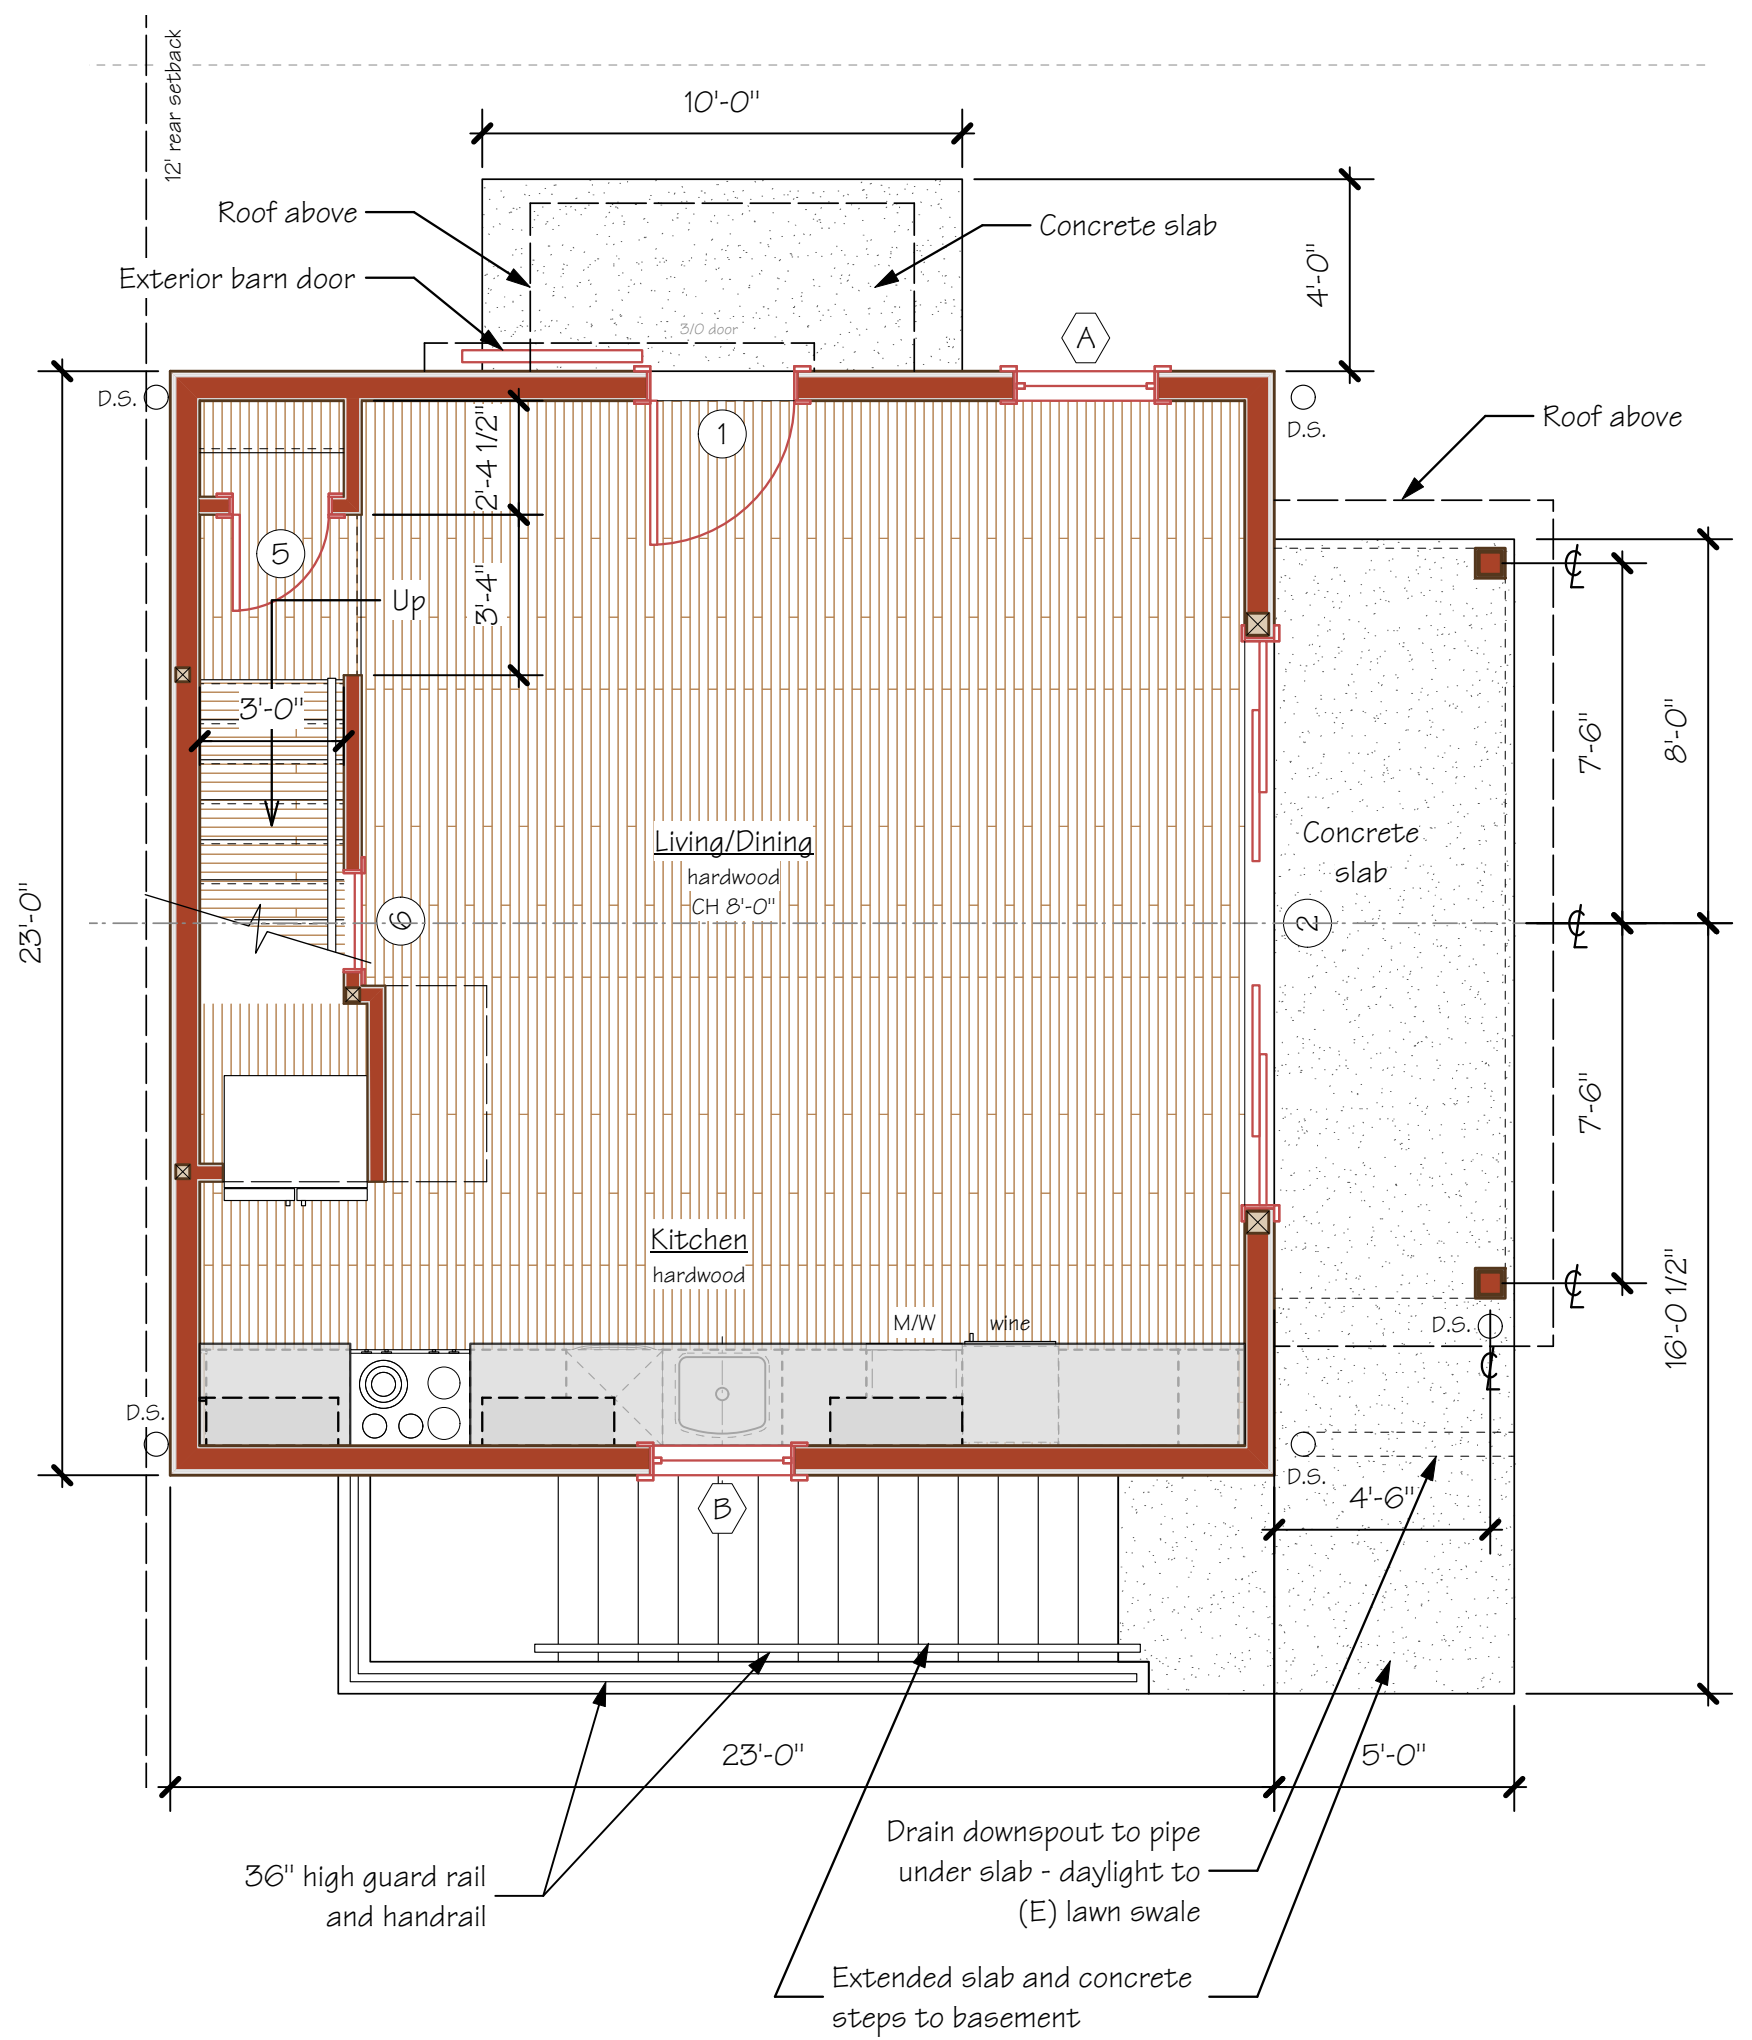 12' rear setback
10'-0"
Roof above
Concrete slab
4'-0"
Exterior barn door
3/0 door
A
D.S.
D.S.
Roof above
2'-4 1/2"
1
5
Up
3'-4"
℄
3'-0"
7'-6"
8'-0"
Living/Dining
hardwood
CH 8'-0"
Concrete
slab
23'-0"
6
2
℄
7'-6"
Kitchen
hardwood
℄
M/W
wine
D.S.
16'-0 1/2"
℄
D.S.
D.S.
B
4'-6"
23'-0"
5'-0"
Drain downspout to pipe
under slab - daylight to
(E) lawn swale
36" high guard rail
and handrail
Extended slab and concrete
steps to basement